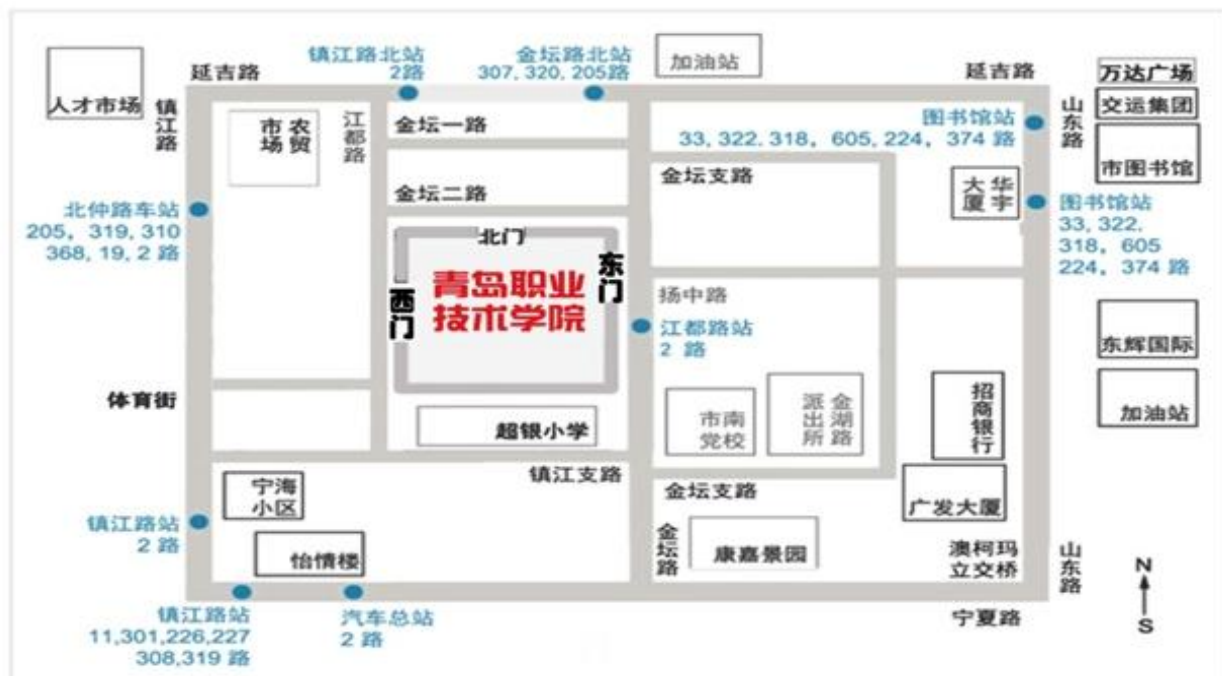 镇江路北站
2路
金坛路北站
307, 320, 205路
加油站
延吉路
延吉路
万达广场
人才市场
镇江路
农贸
市场
江都路
金坛一路
图书馆站
33, 322. 318, 605, 224, 374 路
山东路
交运集团
市图书馆
金坛二路
金坛支路
华宇
大厦
北仲路车站
205, 319, 310
368, 19, 2 路
图书馆站
33, 322.
318, 605
224, 374 路
北门
东门
西门
青岛职业
技术学院
扬中路
江都路站
2 路
东辉国际
体育街
超银小学
市南
党校
金湖路
派出所
招商银行
加油站
镇江支路
金坛支路
宁海
小区
广发大厦
镇江路站
2 路
怡情楼
金坛路
康嘉景园
澳柯玛
立交桥
山东路
N
S
镇江路站
11,301,226,227
308,319 路
汽车总站
2 路
宁夏路